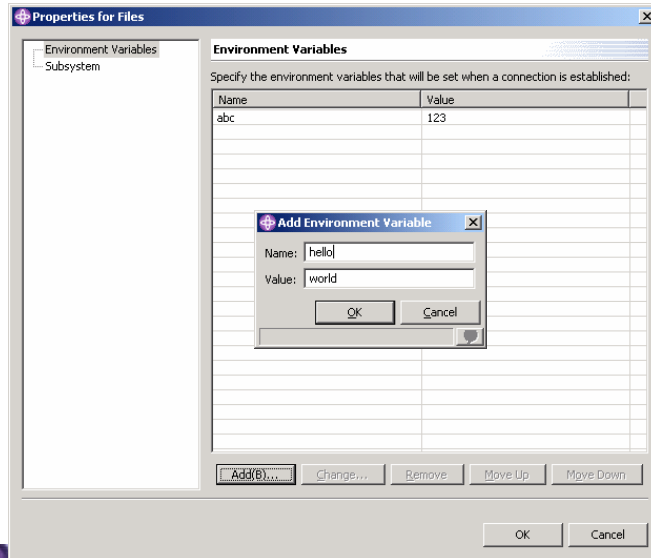 Properties for Files
Environment Variables
Subsystem
Environment Variables
Specify the environment variables that will be set when a connection is established:
Name Value
abc 123
Add Environment Variable
Name: hello
Value: world
OK Cancel
Add(B)... Change... Remove Move Up Move Down
OK Cancel